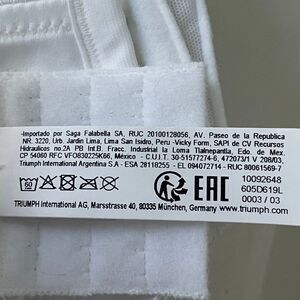 -Importado por Saga Falabella SA, RUC 20100128056, AV. Paseo de la Republica
NR. 3220, Urb. Jardin Lima, Lima San Isidro, Peru -Vicky Form, SAPI de CV Recursos
Hidraulicos no.2A PB Int.B. Fracc. Industrial la Loma Tlalnepantla, Edo. de Mex.
CP 54060 RFC VFO830225K66, México - C.U.I.T. 30-51577274-6, 472073/1 V 208/03,
Triumph International Argentina S.A. - ESA 28118255 - EL 094072714 - RUC 80061569-7
60
EAC
10092648
605D619L
0003 / 03
TRIUMPH International AG, Marsstrasse 40, 80335 München, Germany www.triumph.com